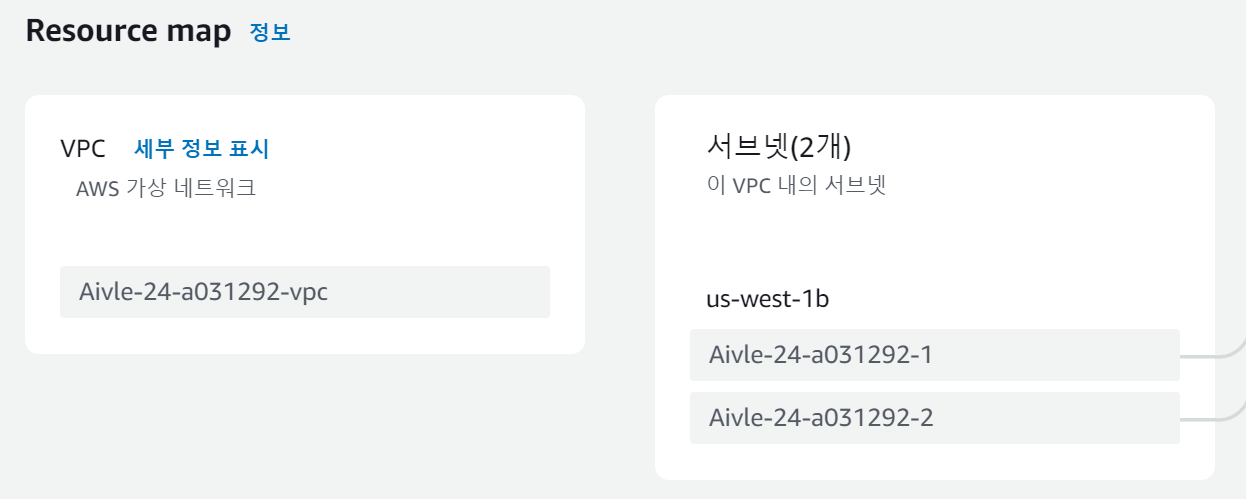 Resource map 정보
VPC 세부 정보 표시
AWS 가상 네트워크
Aivle-24-a031292-vpc
서브넷(2개)
이 VPC 내의 서브넷
us-west-1b
Aivle-24-a031292-1
Aivle-24-a031292-2